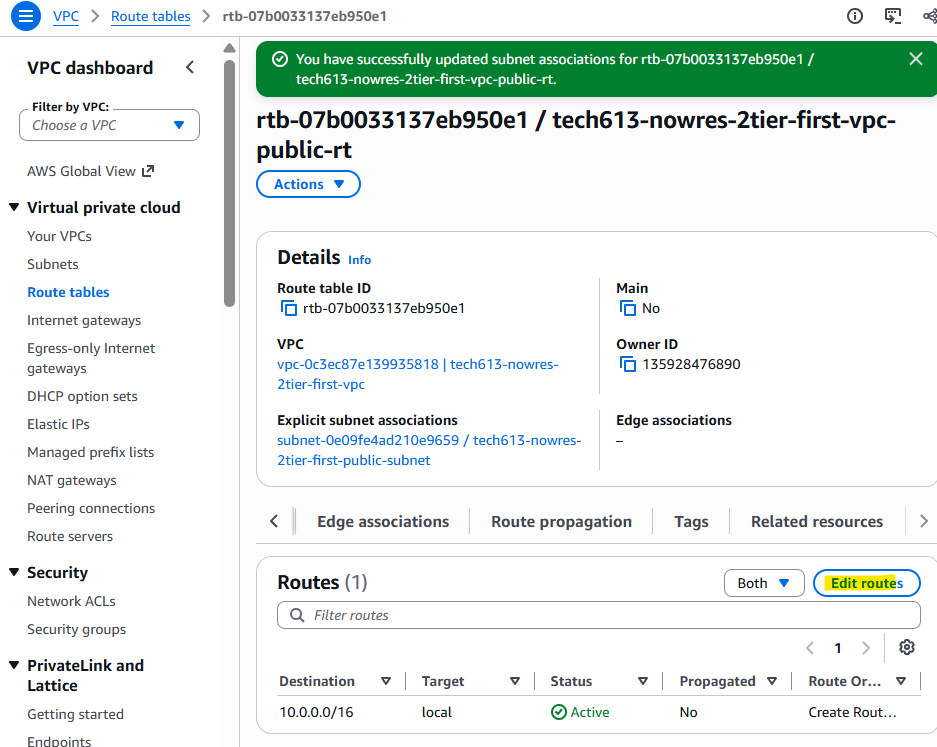 VPC
Route tables
rtb-07b0033137eb950e1
VPC dashboard
Filter by VPC:
Choose a VPC
AWS Global View
Virtual private cloud
Your VPCs
Subnets
Route tables
Internet gateways
Egress-only Internet
gateways
DHCP option sets
Elastic IPs
Managed prefix lists
NAT gateways
Peering connections
Route servers
Security
Network ACLs
Security groups
PrivateLink and
Lattice
Getting started
Endpoints
You have successfully updated subnet associations for rtb-07b0033137eb950e1 /
tech613-nowres-2tier-first-vpc-public-rt.
rtb-07b0033137eb950e1 / tech613-nowres-2tier-first-vpc-
public-rt
Actions
Details Info
Route table ID
rtb-07b0033137eb950e1
Main
No
VPC
vpc-0c3ec87e139935818 | tech613-nowres-
2tier-first-vpc
Owner ID
135928476890
Explicit subnet associations
subnet-0e09fe4ad210e9659 / tech613-nowres-
2tier-first-public-subnet
Edge associations
–
Edge associations Route propagation Tags Related resources
Routes (1)
Both
Edit routes
Filter routes
1
Destination Target Status Propagated Route Or...
10.0.0.0/16 local Active No Create Rout...